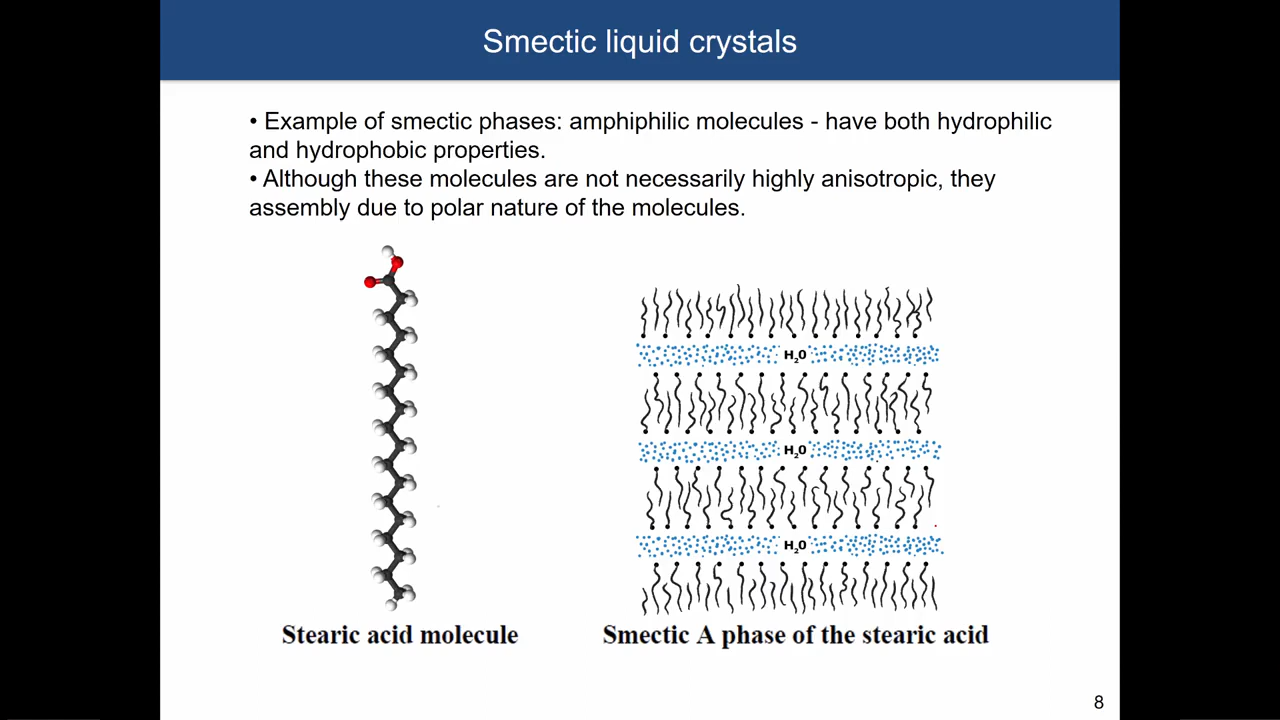 Smectic liquid crystals
• Example of smectic phases: amphiphilic molecules - have both hydrophilic
and hydrophobic properties.
• Although these molecules are not necessarily highly anisotropic, they
assembly due to polar nature of the molecules.
H₂0
H₂0
H₂0
Stearic acid molecule
Smectic A phase of the stearic acid
8